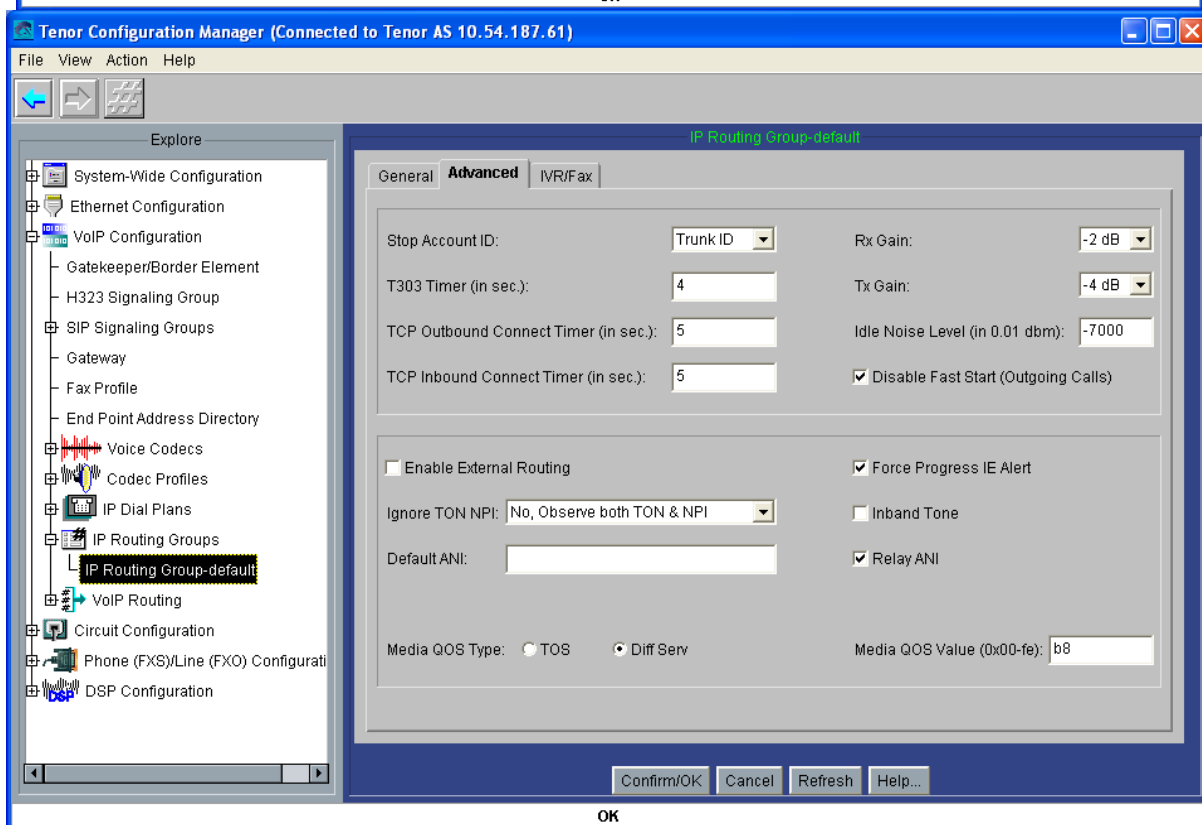 Tenor Configuration Manager (Connected to Tenor AS 10.54.187.61)
File View Action Help
Explore
System-Wide Configuration
Ethernet Configuration
VoIP Configuration
Gatekeeper/Border Element
H323 Signaling Group
SIP Signaling Groups
Gateway
Fax Profile
End Point Address Directory
Voice Codecs
Codec Profiles
IP Dial Plans
IP Routing Groups
IP Routing Group-default
VoIP Routing
Circuit Configuration
Phone (FXS)/Line (FXO) Configurati
DSP Configuration
IP Routing Group-default
General Advanced IVR/Fax
Stop Account ID: Trunk ID Rx Gain: -2 dB
T303 Timer (in sec.): 4 Tx Gain: -4 dB
TCP Outbound Connect Timer (in sec.): 5 Idle Noise Level (in 0.01 dbm): -7000
TCP Inbound Connect Timer (in sec.): 5 Disable Fast Start (Outgoing Calls)
Enable External Routing Force Progress IE Alert
Ignore TON NPI: No, Observe both TON & NPI Inband Tone
Default ANI: Relay ANI
Media QOS Type: TOS Diff Serv Media QOS Value (0x00-fe): b8
Confirm/OK Cancel Refresh Help...
OK